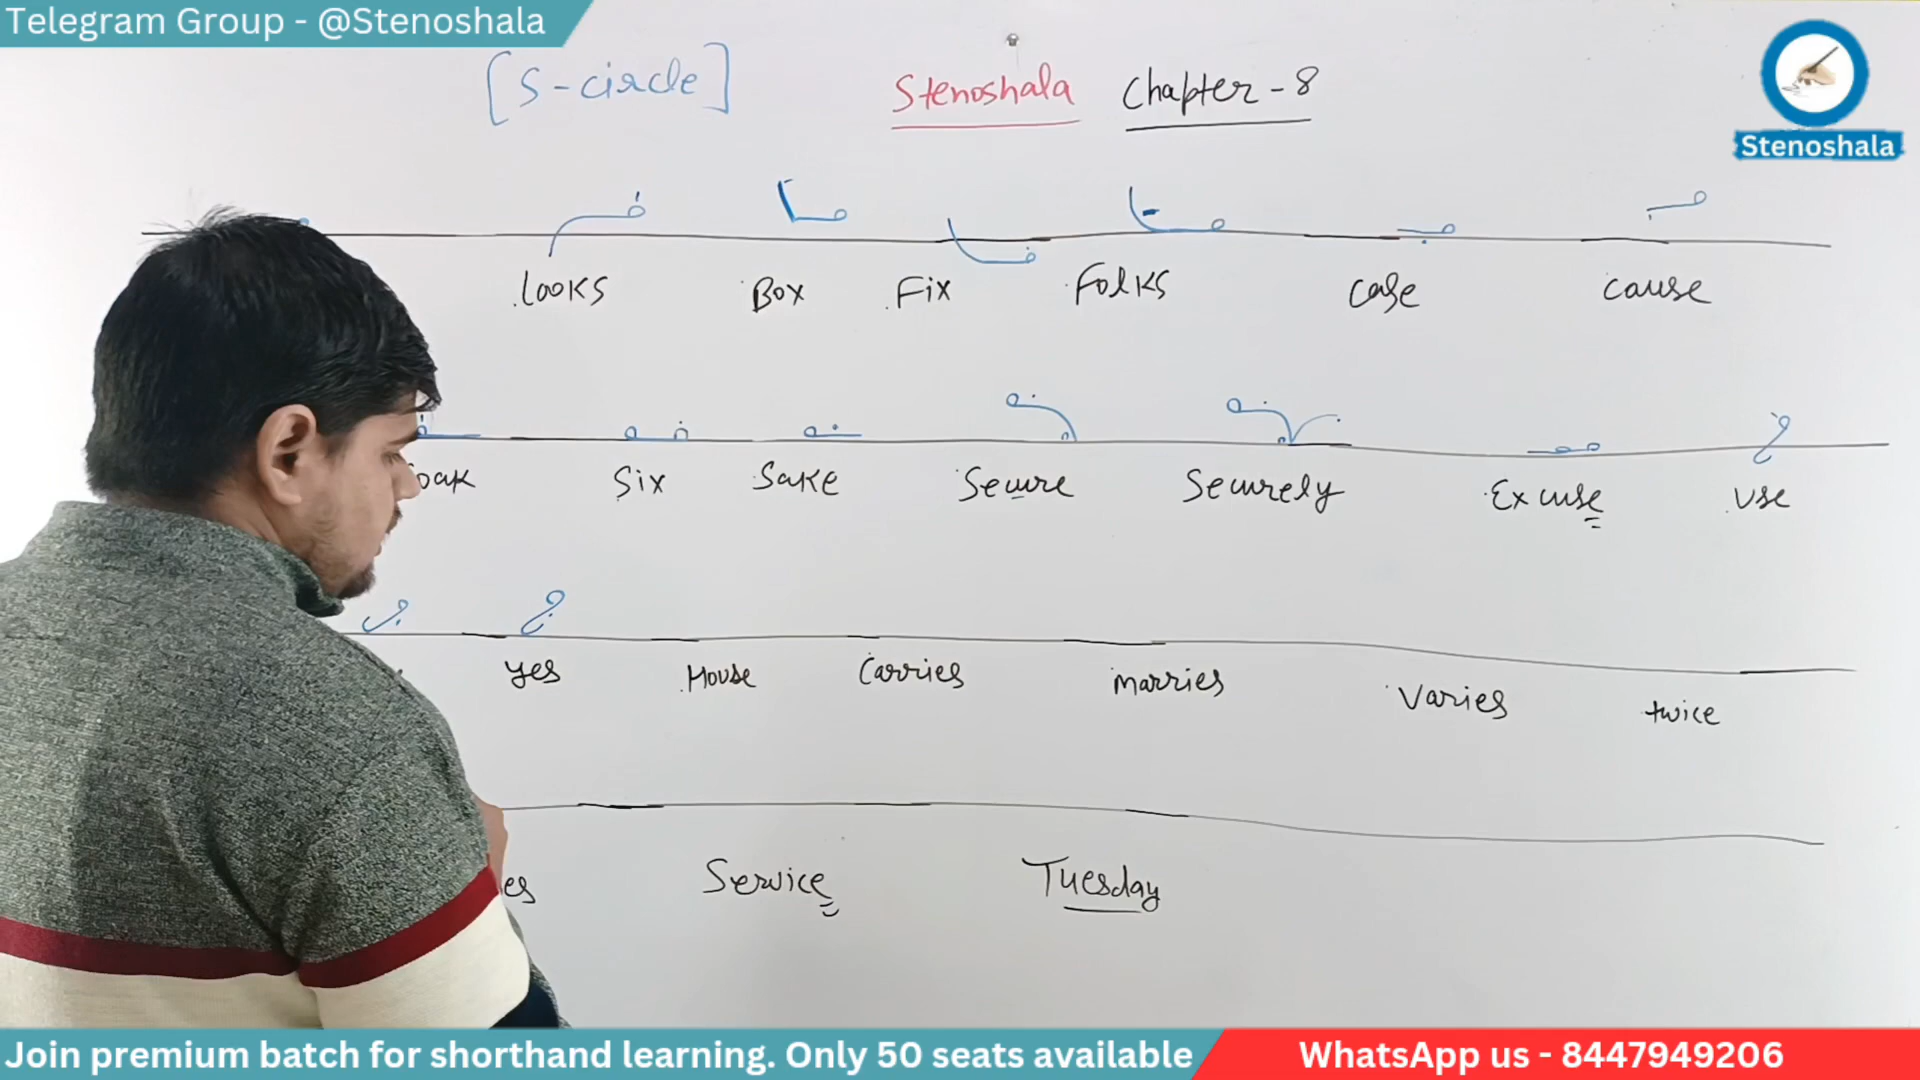 Telegram Group - @Stenoshala
[S-circle] Stenoshala Chapter-8
Stenoshala
Looks Box Fix Folks Case Cause
Six Sake Secure Securely Excuse Use
Yes House Carries Marries Varies twice
Service Tuesday
Join premium batch for shorthand learning. Only 50 seats available WhatsApp us - 8447949206